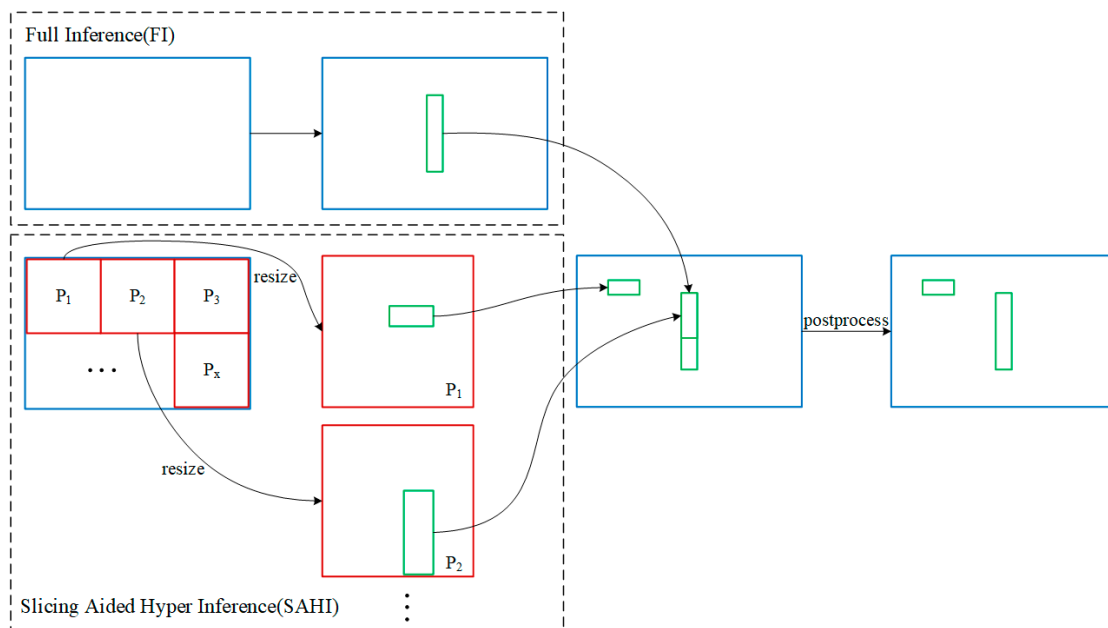 Full Inference(FI)
P1
P2
P3
resize
...
Px
P1
postprocess
resize
P2
Slicing Aided Hyper Inference(SAHI)